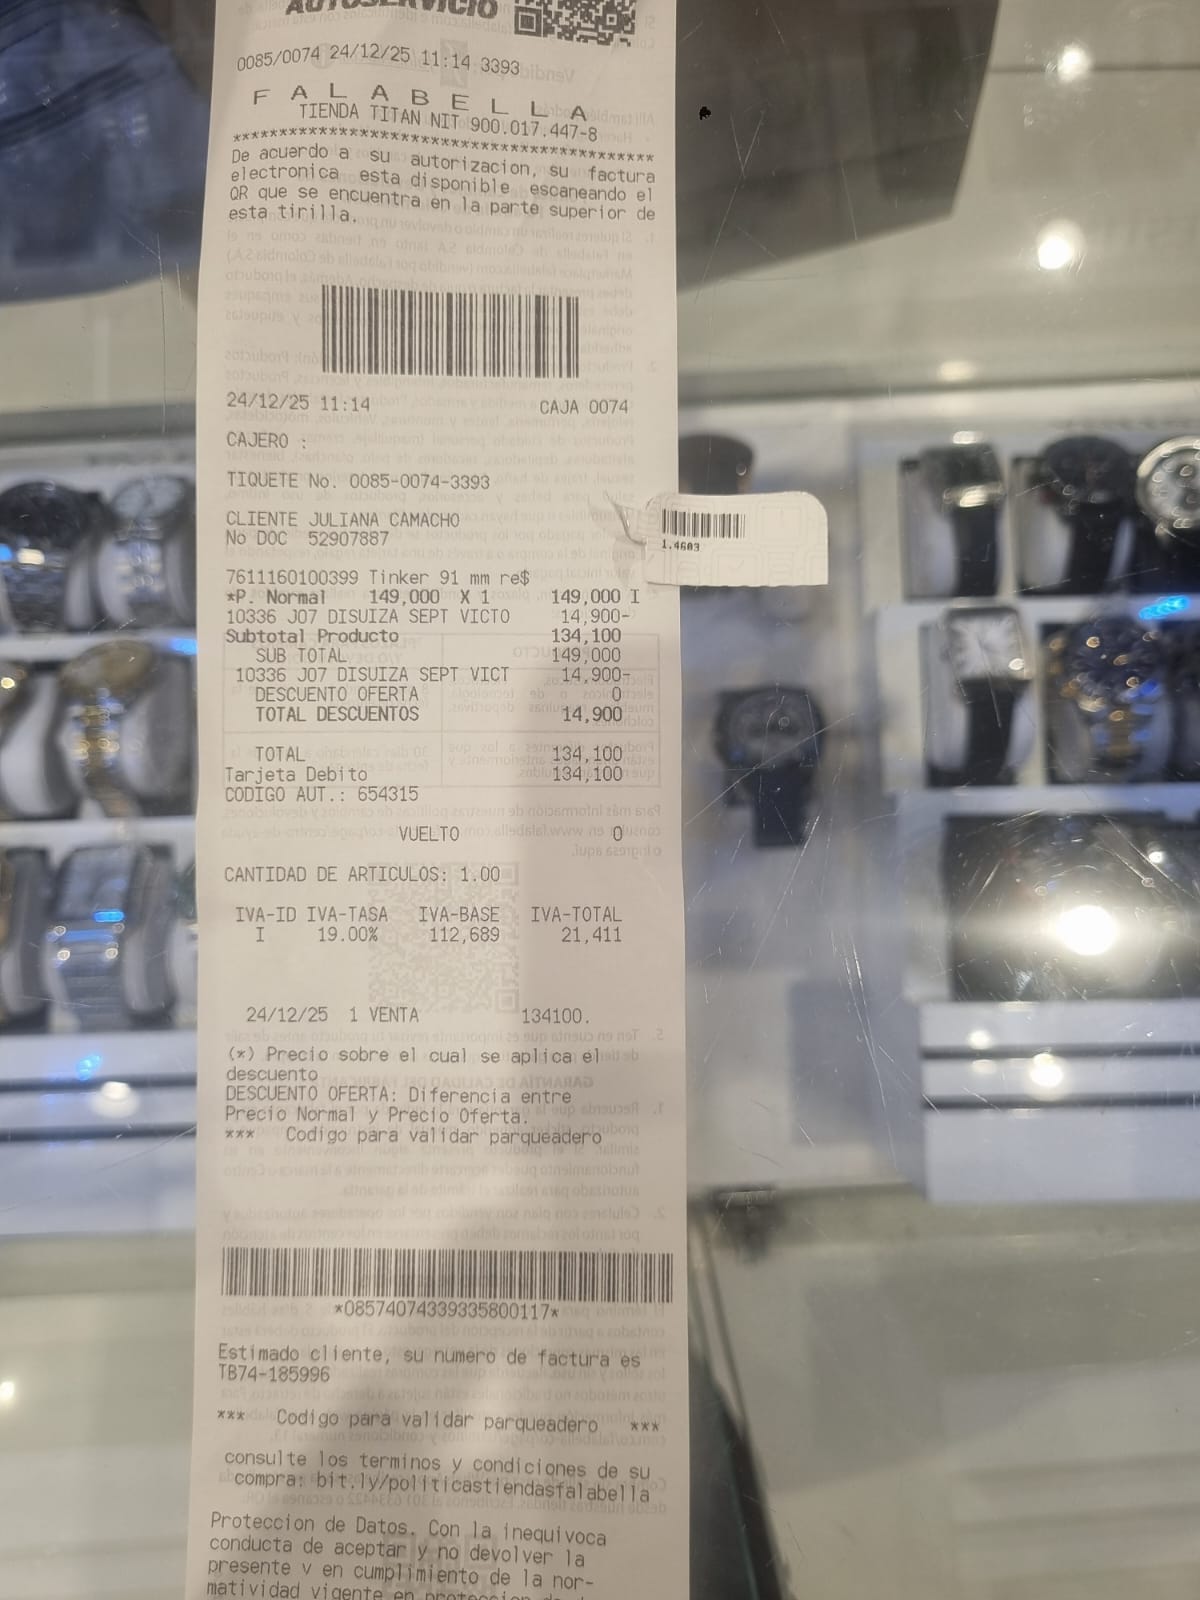 AUTOSERVICIO
0085/0074 24/12/25 11:14 3393
F A L A B E L L A
TIENDA TITAN NIT 900.017.447-8
******************************************
De acuerdo a su autorizacion, su factura
electronica esta disponible escaneando el
QR que se encuentra en la parte superior de
esta tirilla.
24/12/25 11:14 CAJA 0074
CAJERO :
TIQUETE No. 0085-0074-3393
CLIENTE JULIANA CAMACHO
No DOC 52907887
1.4603
7611160100399 Tinker 91 mm re$
*P. Normal 149,000 X 1 149,000 I
10336 J07 DISUIZA SEPT VICTO 14,900-
Subtotal Producto 134,100
SUB TOTAL 149,000
10336 J07 DISUIZA SEPT VICT 14,900-
DESCUENTO OFERTA 0
TOTAL DESCUENTOS 14,900
TOTAL 134,100
Tarjeta Debito 134,100
CODIGO AUT.: 654315
VUELTO 0
CANTIDAD DE ARTICULOS: 1.00
IVA-ID IVA-TASA IVA-BASE IVA-TOTAL
I 19.00% 112,689 21,411
24/12/25 1 VENTA 134100.
(*) Precio sobre el cual se aplica el
descuento
DESCUENTO OFERTA: Diferencia entre
Precio Normal y Precio Oferta.
*** Codigo para validar parqueadero
*08574074339335800117*
Estimado cliente, su numero de factura es
TB74-185996
*** Codigo para validar parqueadero ***
consulte los terminos y condiciones de su
compra: bit.ly/politicastiendasfalabella
Proteccion de Datos. Con la inequivoca
conducta de aceptar y no devolver la
presente y en cumplimiento de la nor-
matividad vigente en proteccion